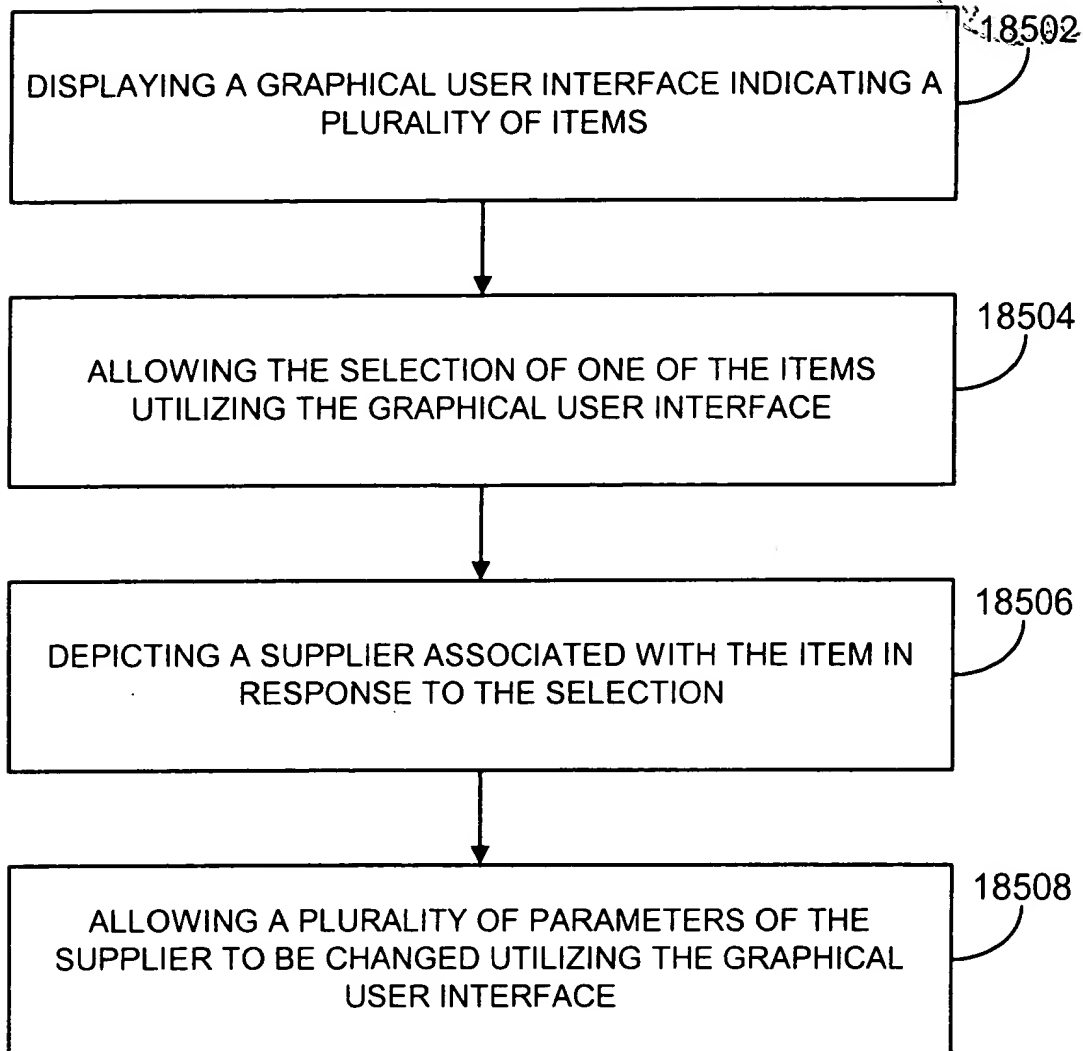 18502
DISPLAYING A GRAPHICAL USER INTERFACE INDICATING A
PLURALITY OF ITEMS
18504
ALLOWING THE SELECTION OF ONE OF THE ITEMS
UTILIZING THE GRAPHICAL USER INTERFACE
18506
DEPICTING A SUPPLIER ASSOCIATED WITH THE ITEM IN
RESPONSE TO THE SELECTION
18508
ALLOWING A PLURALITY OF PARAMETERS OF THE
SUPPLIER TO BE CHANGED UTILIZING THE GRAPHICAL
USER INTERFACE